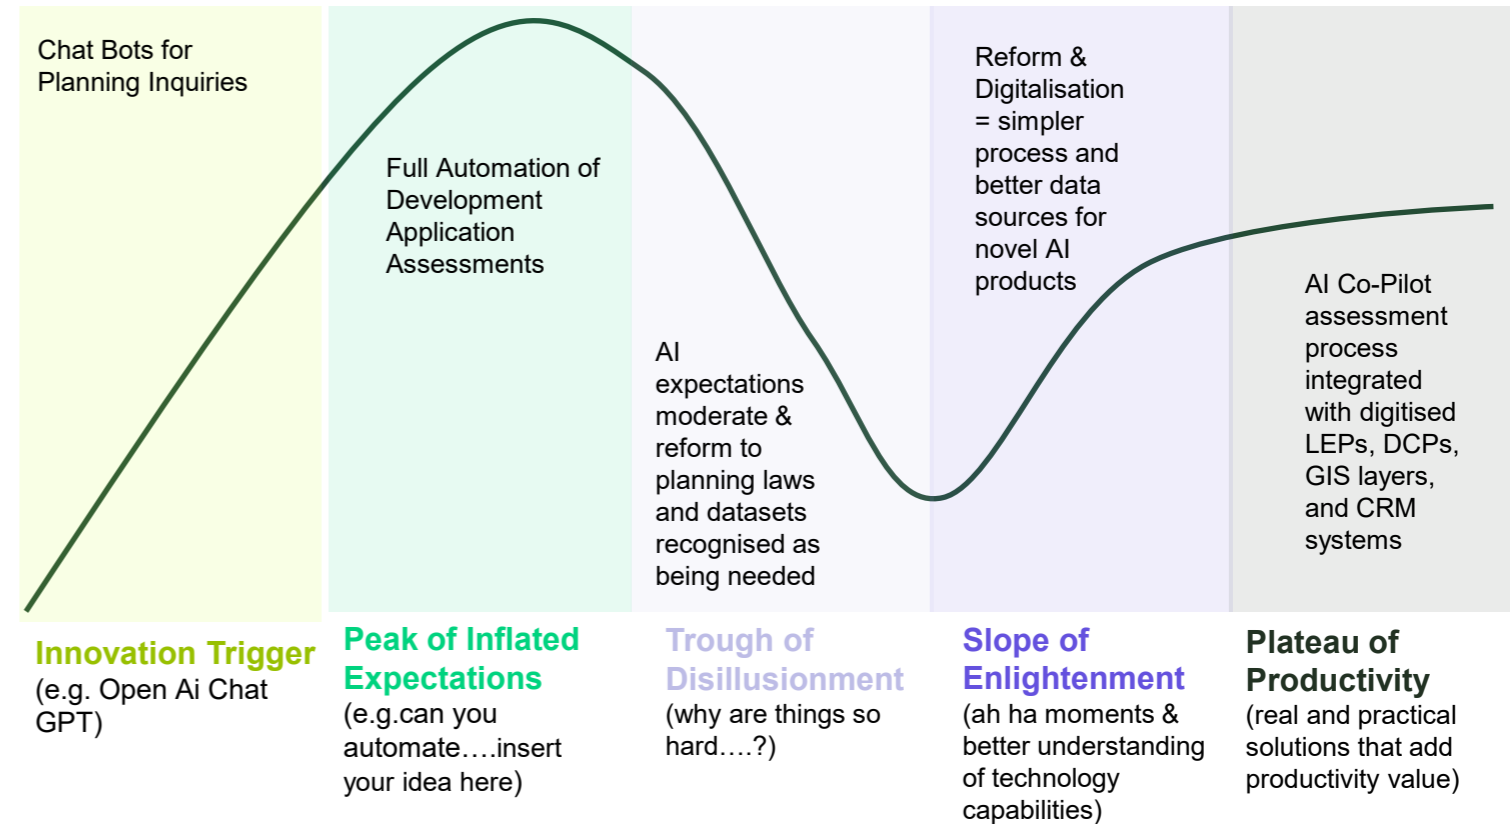 Chat Bots for
Planning Inquiries
Full Automation of
Development
Application
Assessments
AI
expectations
moderate &
reform to
planning laws
and datasets
recognised as
being needed
Reform &
Digitalisation
= simpler
process and
better data
sources for
novel AI
products
AI Co-Pilot
assessment
process
integrated
with digitised
LEPs, DCPs,
GIS layers,
and CRM
systems
Innovation Trigger
(e.g. Open Ai Chat
GPT)
Peak of Inflated
Expectations
(e.g.can you
automate….insert
your idea here)
Trough of
Disillusionment
(why are things so
hard….?)
Slope of
Enlightenment
(ah ha moments &
better understanding
of technology
capabilities)
Plateau of
Productivity
(real and practical
solutions that add
productivity value)